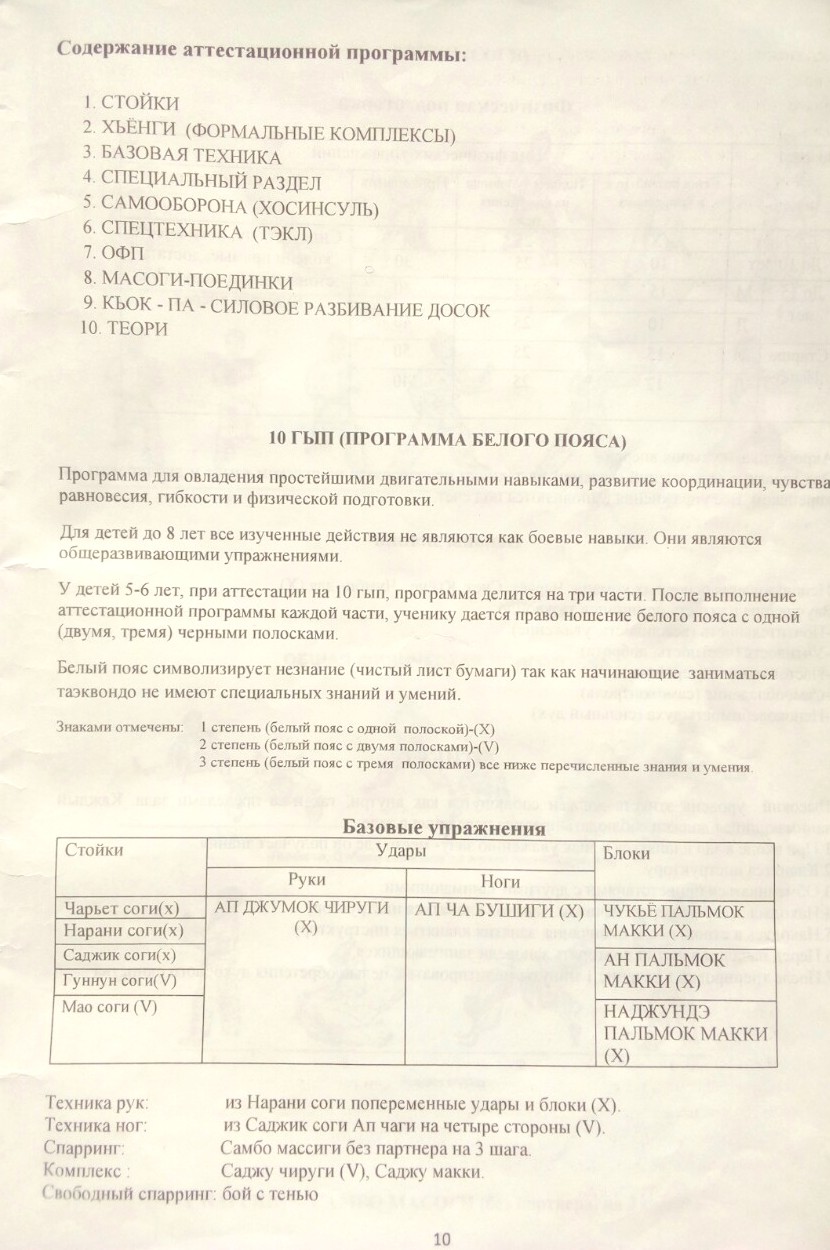 Содержание аттестационной программы:
1. СТОЙКИ
2. ХЪЁНГИ (ФОРМАЛЬНЫЕ КОМПЛЕКСЫ)
3. БАЗОВАЯ ТЕХНИКА
4. СПЕЦИАЛЬНЫЙ РАЗДЕЛ
5. САМООБОРОНА (ХОСИНСУЛЬ)
6. СПЕЦТЕХНИКА (ТЭКЛ)
7. ОФП
8. МАСОГИ-ПОЕДИНКИ
9. КЬОК - ПА - СИЛОВОЕ РАЗБИВАНИЕ ДОСОК
10. ТЕОРИ
10 ГЫП (ПРОГРАММА БЕЛОГО ПОЯСА)
Программа для овладения простейшими двигательными навыками, развитие координации, чувства
равновесия, гибкости и физической подготовки.
Для детей до 8 лет все изученные действия не являются как боевые навыки. Они являются
общеразвивающими упражнениями.
У детей 5-6 лет, при аттестации на 10 гып, программа делится на три части. После выполнение
аттестационной программы каждой части, ученику дается право ношение белого пояса с одной
(двумя, тремя) черными полосками.
Белый пояс символизирует незнание (чистый лист бумаги) так как начинающие заниматься
таэквондо не имеют специальных знаний и умений.
Знаками отмечены: 1 степень (белый пояс с одной полоской)-(X)
2 степень (белый пояс с двумя полосками)-(V)
3 степень (белый пояс с тремя полосками) все ниже перечисленные знания и умения.
Базовые упражнения
Стойки Удары Блоки
Руки Ноги
Чарьет соги(х) АП ДЖУМОК ЧИРУГИ АП ЧА БУШИГИ (X) ЧУКЬЁ ПАЛЬМОК
Нарани соги(х) (X) МАККИ (X)
Саджик соги(х) АН ПАЛЬМОК
Гуннун соги(V) МАККИ (X)
Мао соги (V) НАДЖУНДЭ
ПАЛЬМОК МАККИ
(X)
Техника рук: из Нарани соги попеременные удары и блоки (X).
Техника ног: из Саджик соги Ап чаги на четыре стороны (V).
Спарринг: Самбо массиги без партнера на 3 шага.
Комплекс : Саджу чируги (V), Саджу макки.
Свободный спарринг: бой с тенью
10